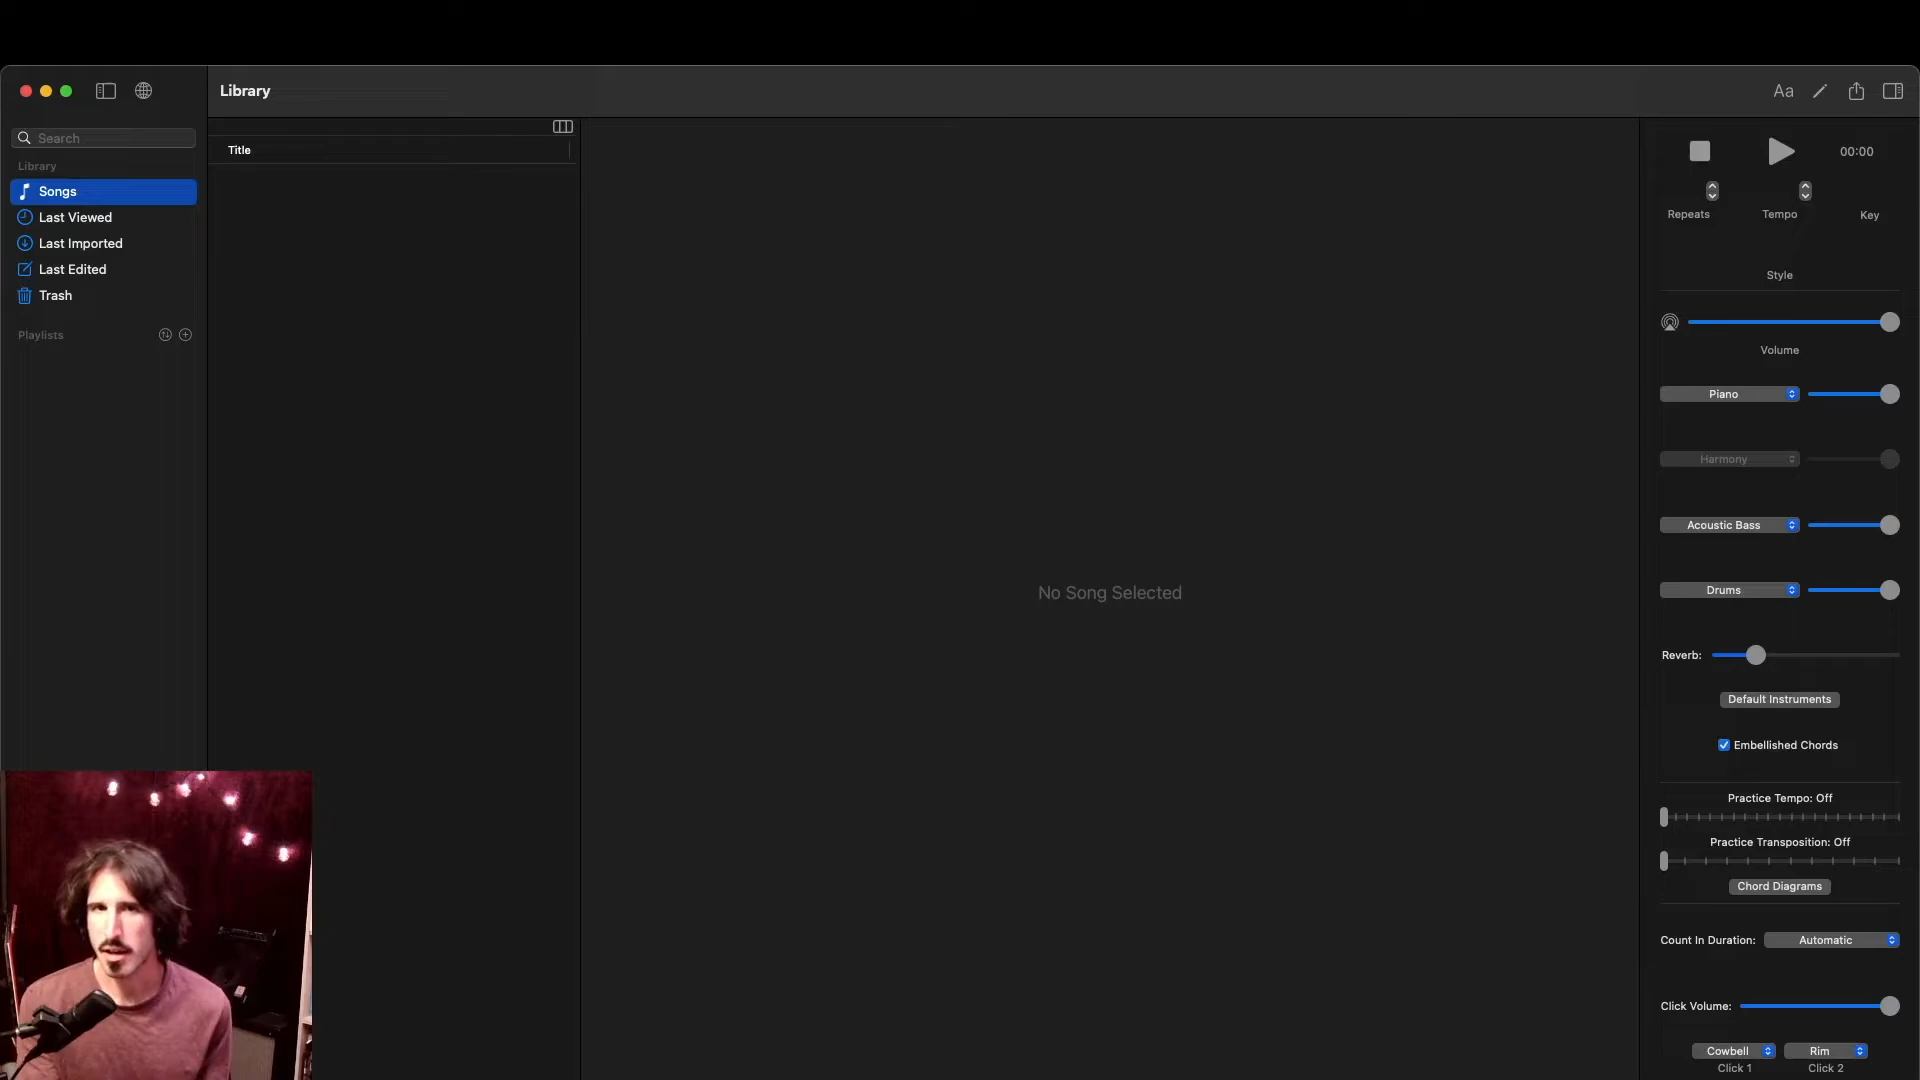 Library
Aa
Search
Library
Songs
Last Viewed
Last Imported
Last Edited
Trash
Playlists
Title
No Song Selected
00:00
Repeats
Tempo
Key
Style
Volume
Piano
Harmony
Acoustic Bass
Drums
Reverb:
Default Instruments
Embellished Chords
Practice Tempo: Off
Practice Transposition: Off
Chord Diagrams
Count In Duration: Automatic
Click Volume:
Cowbell Rim
Click 1 Click 2